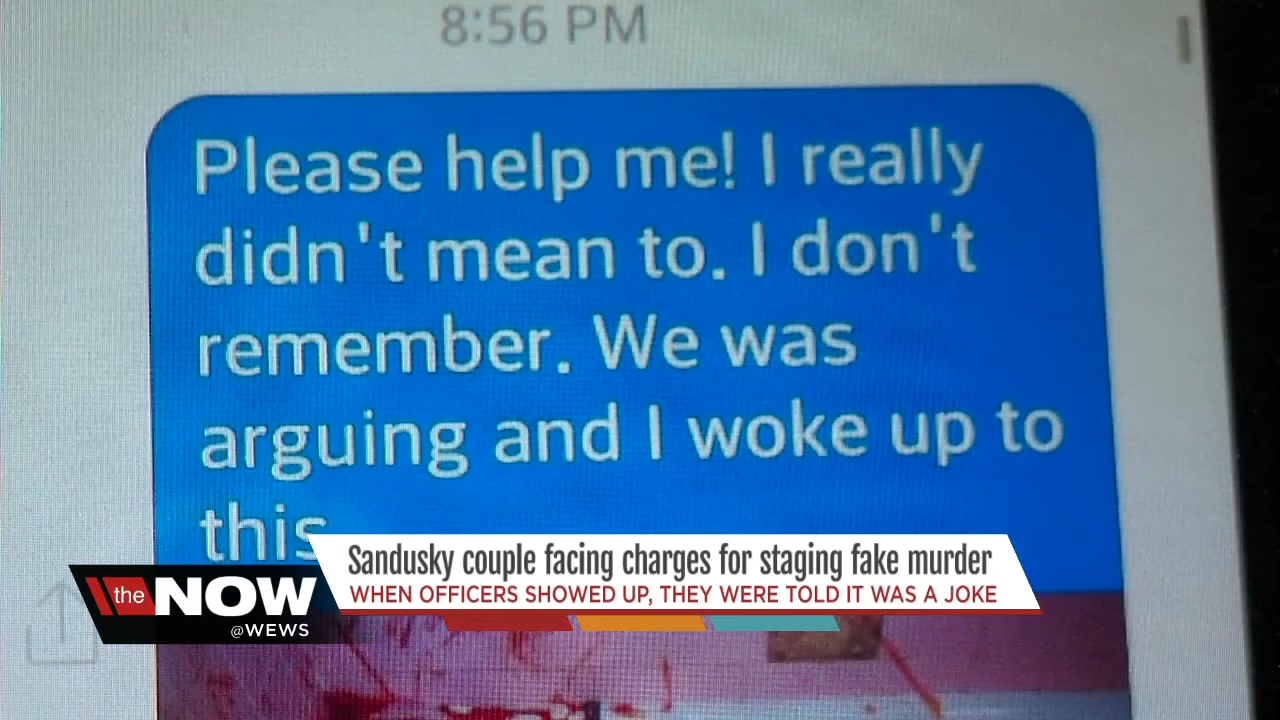 8:56 PM
Please help me! I really
didn't mean to. I don't
remember. We was
arguing and I woke up to
this
Sandusky couple facing charges for staging fake murder
WHEN OFFICERS SHOWED UP, THEY WERE TOLD IT WAS A JOKE
the NOW
@WEWS